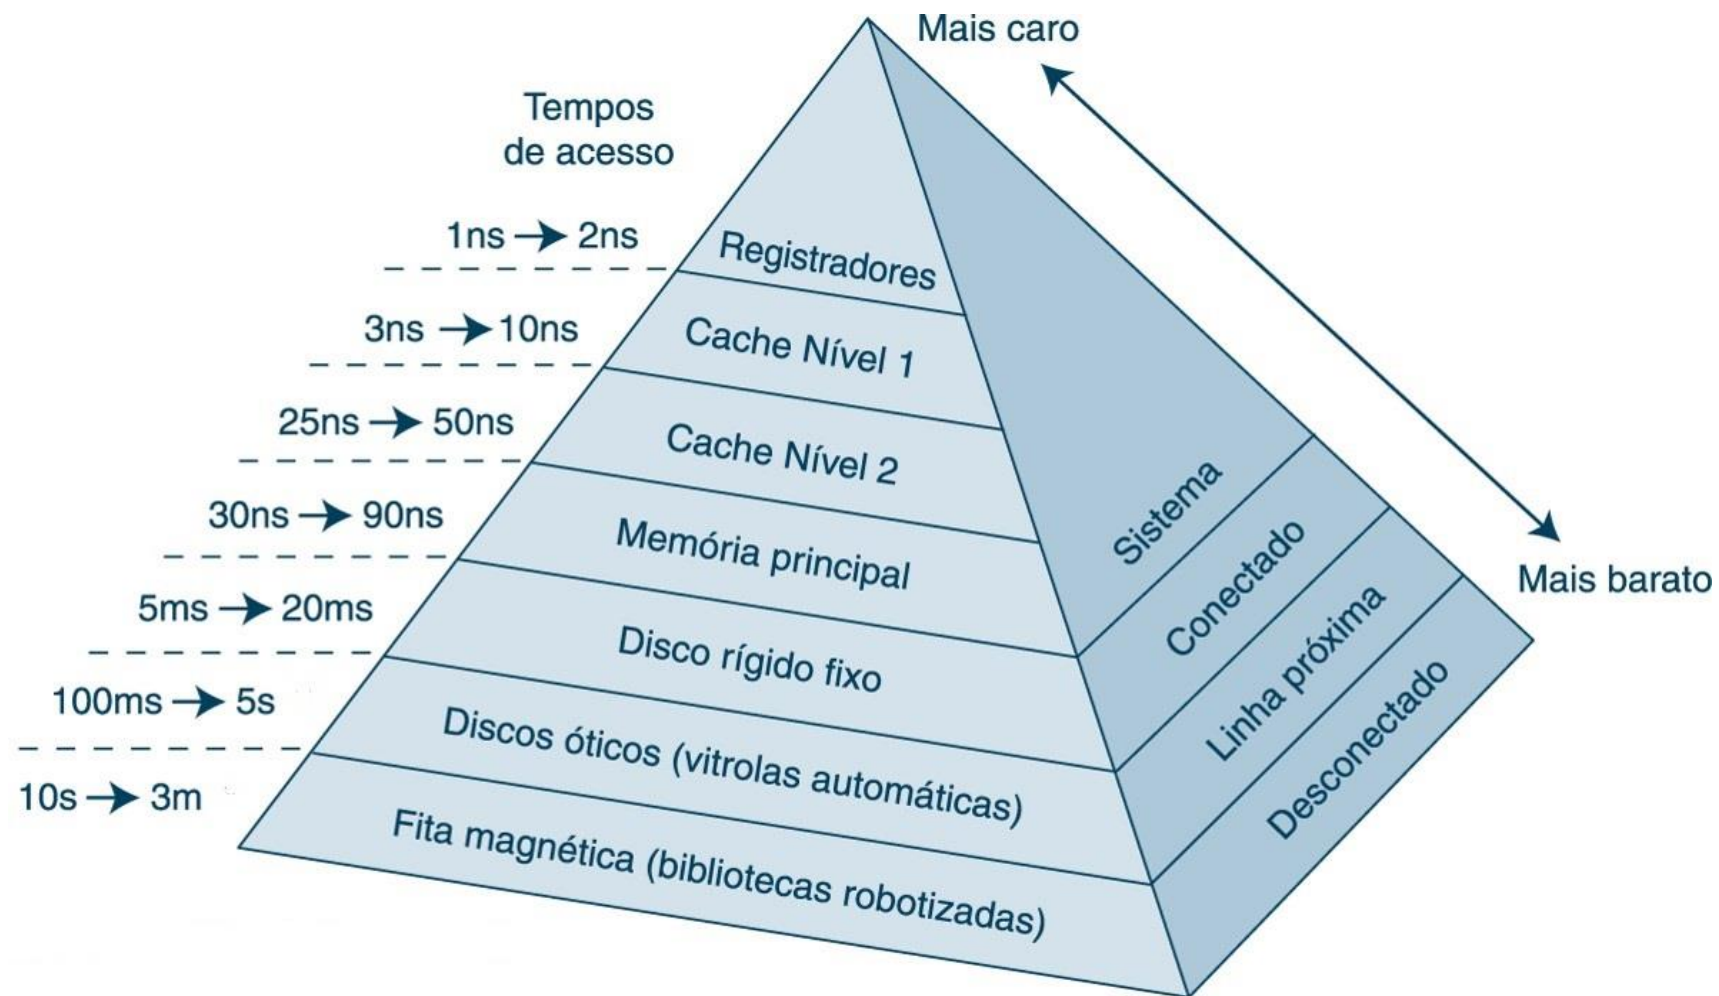 Mais caro
Tempos
de acesso
1ns → 2ns
Registradores
3ns → 10ns
Cache Nível 1
25ns → 50ns
Cache Nível 2
30ns → 90ns
Memória principal
5ms → 20ms
Disco rígido fixo
100ms → 5s
Discos óticos (vitrolas automáticas)
10s → 3m
Fita magnética (bibliotecas robotizadas)
Sistema
Conectado
Linha próxima
Desconectado
Mais barato